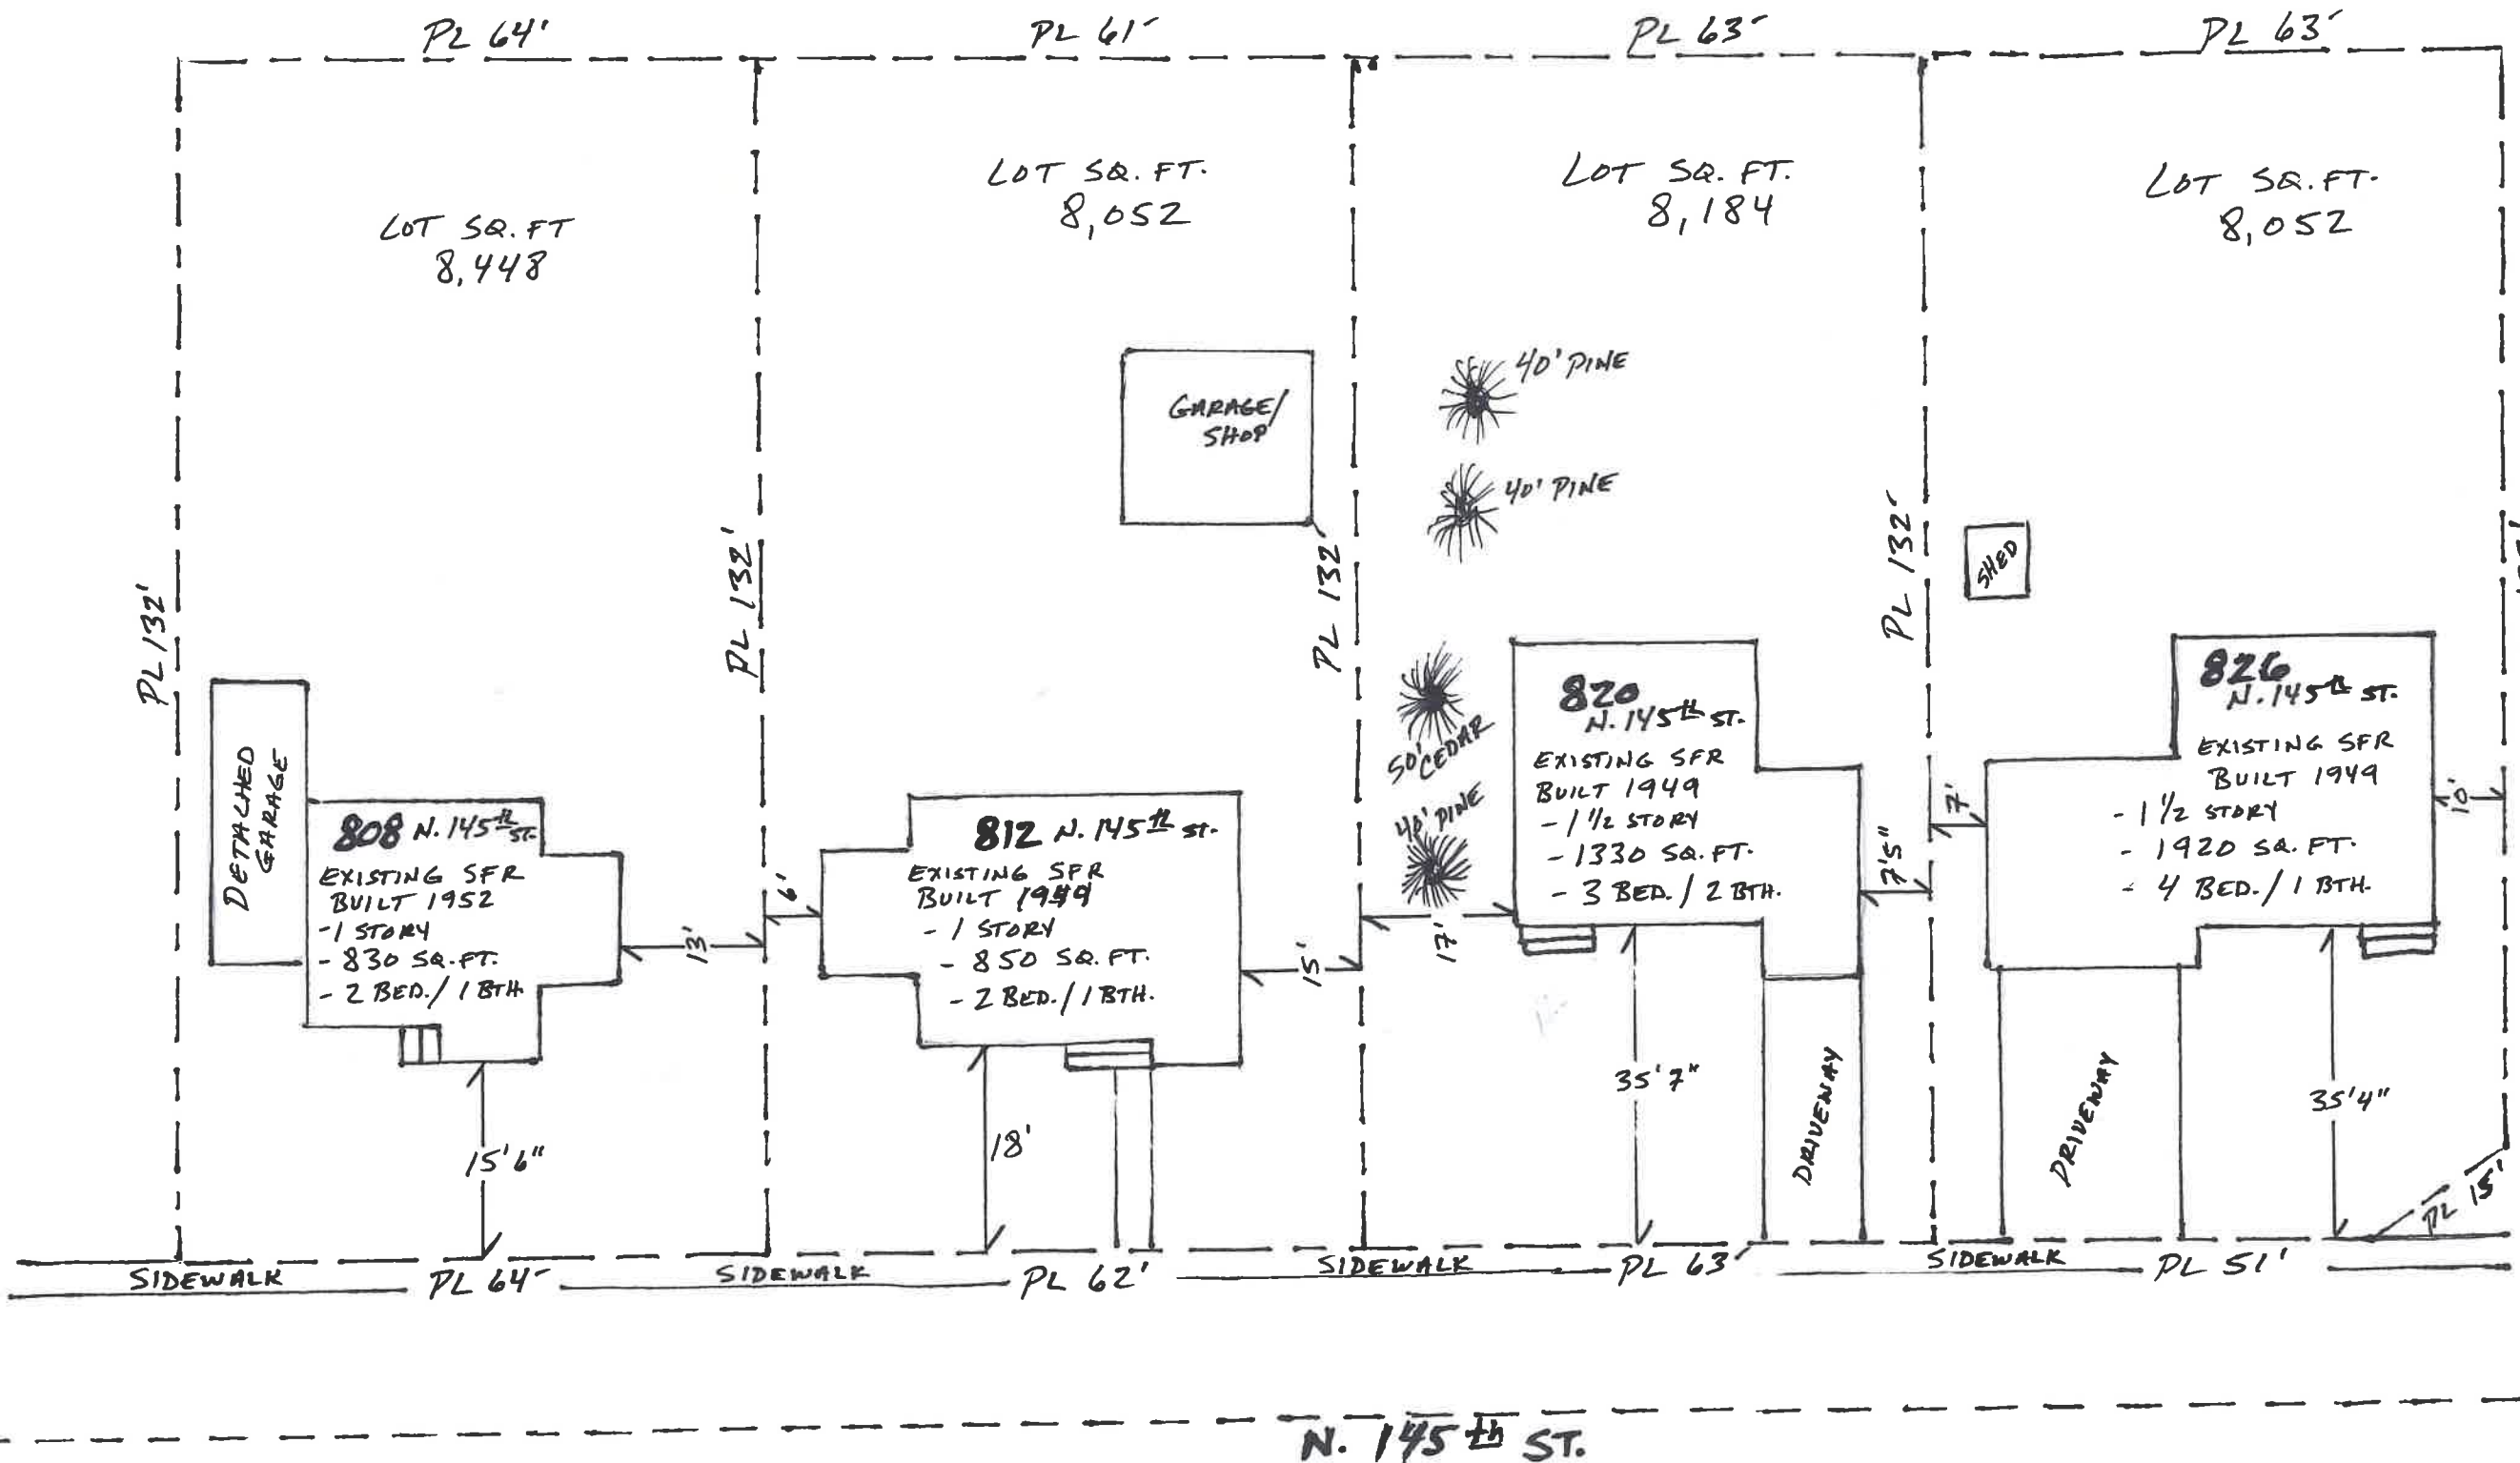 PL 64'
PL 61'
PL 63'
PL 63'
LOT SQ. FT
8,448
LOT SQ. FT.
8,052
LOT SQ. FT.
8,184
LOT SQ. FT.
8,052
GARAGE/
SHOP
40' PINE
40' PINE
SHED
PL 132'
PL 132'
PL 132'
PL 132'
DETACHED
GARAGE
808 N. 145th ST.
EXISTING SFR
BUILT 1952
- 1 STORY
- 830 SQ. FT.
- 2 BED. / 1 BTH.
13'
15'6"
6'
812 N. 145th ST.
EXISTING SFR
BUILT 1949
- 1 STORY
- 850 SQ. FT.
- 2 BED. / 1 BTH.
15'
18'
50' CEDAR
40' PINE
17'
820
N. 145th ST.
EXISTING SFR
BUILT 1949
- 1 1/2 STORY
- 1330 SQ. FT.
- 3 BED. / 2 BTH.
7'5"
35'7"
DRIVEWAY
7'
826
N. 145th ST.
EXISTING SFR
BUILT 1949
- 1 1/2 STORY
- 1920 SQ. FT.
- 4 BED. / 1 BTH.
10'
DRIVEWAY
35'4"
PL 15'
SIDEWALK
PL 64'
SIDEWALK
PL 62'
SIDEWALK
PL 63'
SIDEWALK
PL 51'
N. 145th ST.